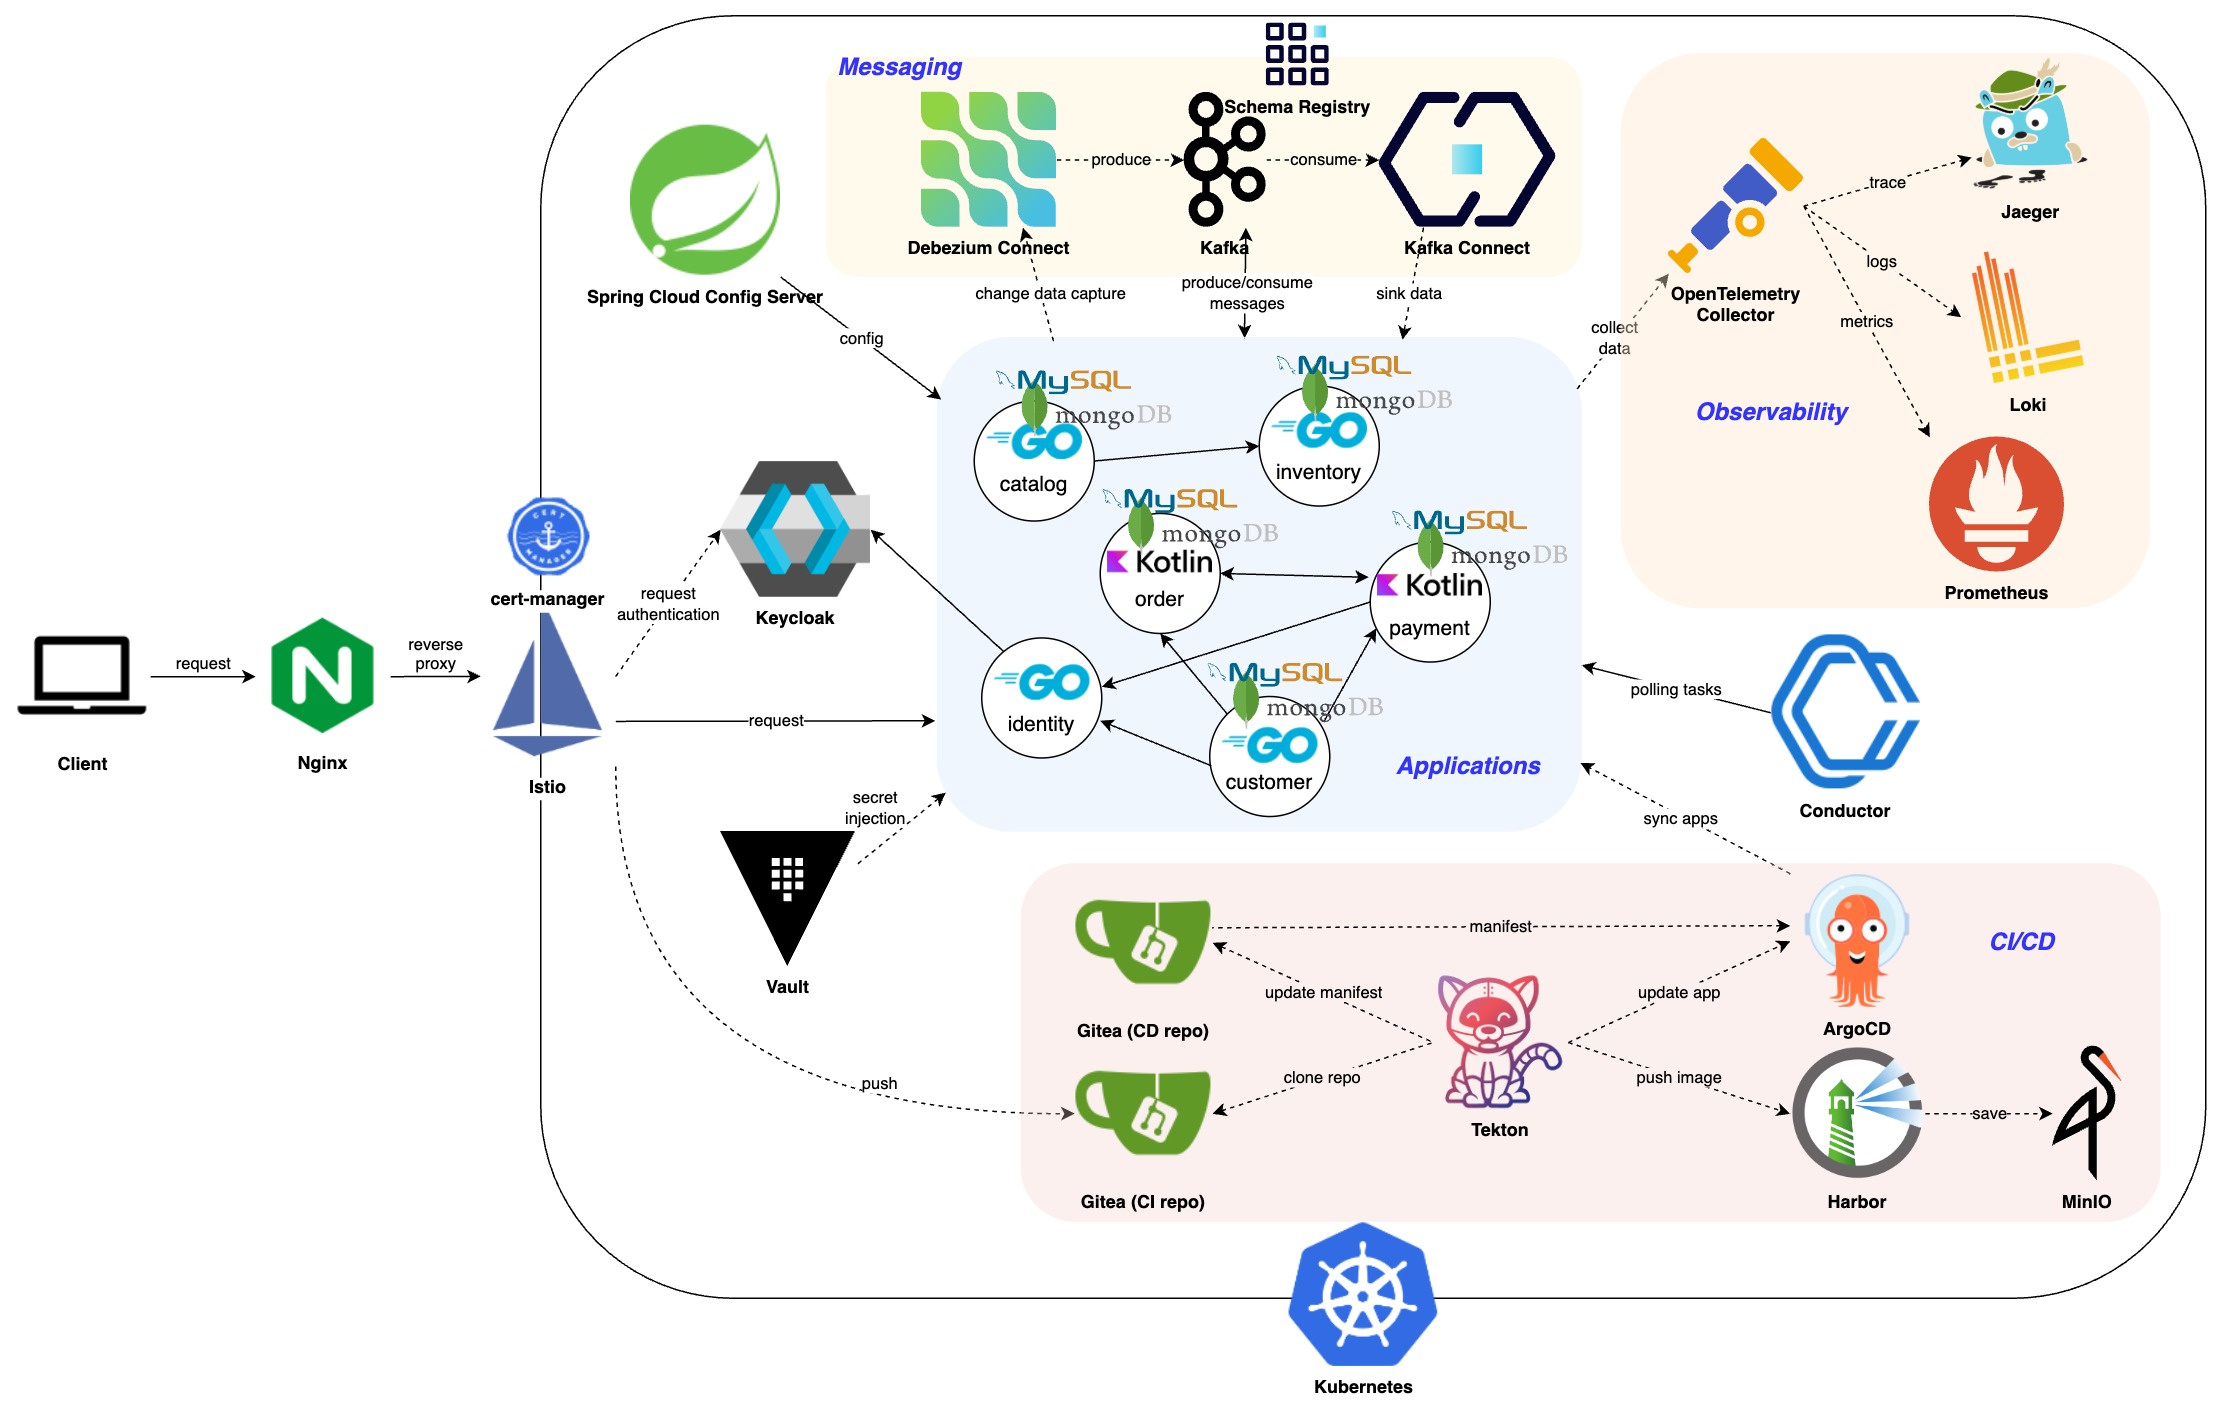 Messaging
Schema Registry
produce
consume
Debezium Connect
Kafka
Kafka Connect
change data capture
produce/consume
messages
sink data
Spring Cloud Config Server
config
trace
Jaeger
logs
OpenTelemetry
Collector
metrics
collect
data
Loki
Observability
Prometheus
MySQL
mongoDB
GO
catalog
MySQL
mongoDB
GO
inventory
MySQL
mongoDB
Kotlin
order
MySQL
mongoDB
Kotlin
payment
GO
identity
MySQL
mongoDB
GO
customer
Applications
CERT
MANAGER
cert-manager
request
authentication
Keycloak
request
reverse
proxy
Client
N
Nginx
Istio
request
secret
injection
Vault
polling tasks
Conductor
sync apps
CI/CD
manifest
update manifest
update app
Gitea (CD repo)
ArgoCD
push
clone repo
push image
save
Tekton
Gitea (CI repo)
Harbor
MinIO
Kubernetes